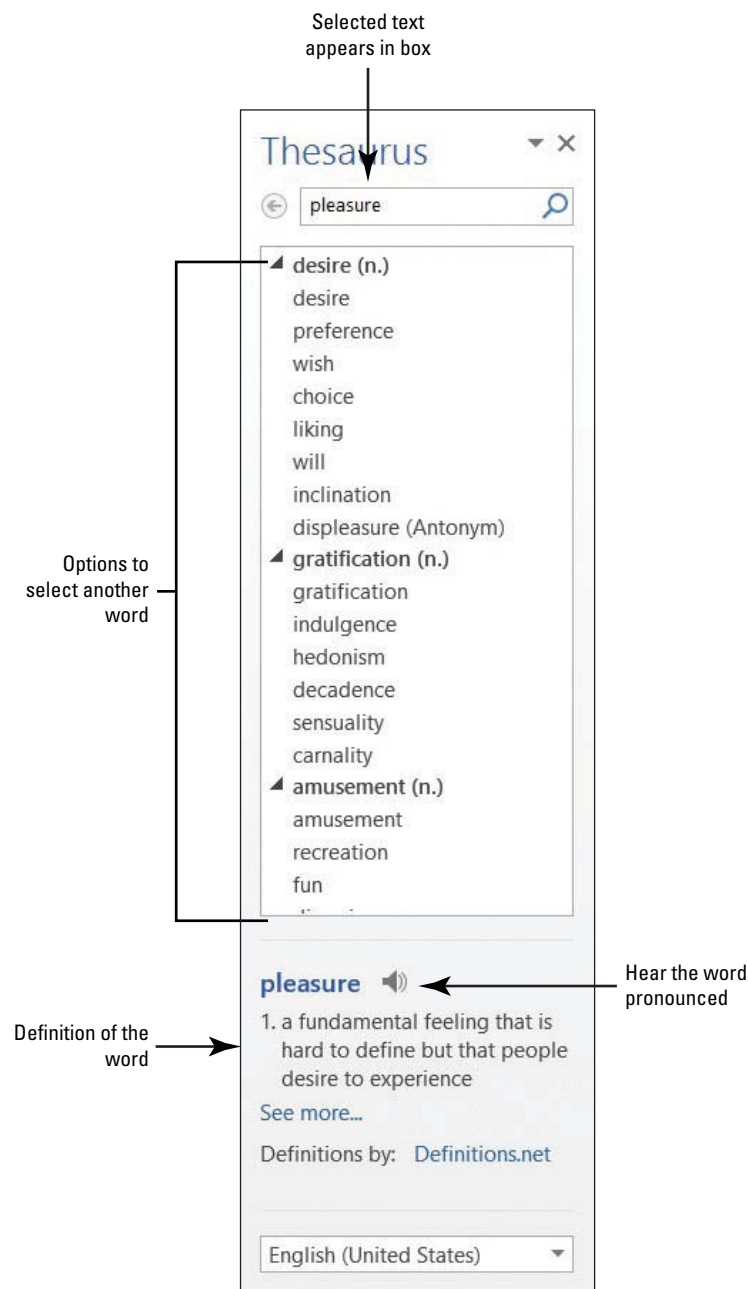 Selected text
appears in box
Thesaurus
pleasure
desire (n.)
desire
preference
wish
choice
liking
will
inclination
displeasure (Antonym)
gratification (n.)
gratification
indulgence
hedonism
decadence
sensuality
carnality
amusement (n.)
amusement
recreation
fun
Options to
select another
word
pleasure
Hear the word
pronounced
1. a fundamental feeling that is
hard to define but that people
desire to experience
Definition of the
word
See more...
Definitions by: Definitions.net
English (United States)